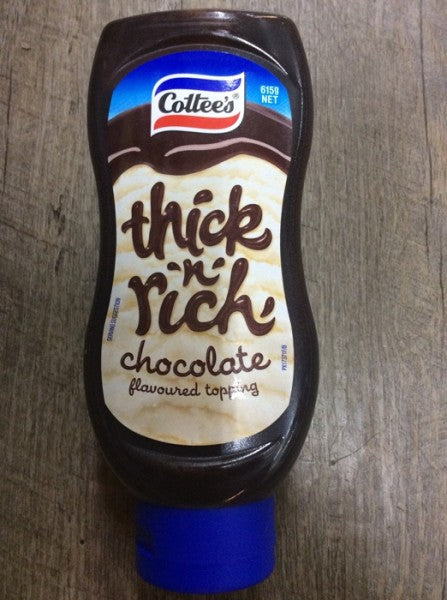 Cottee's®
615g
NET
thick
'n'
rich
chocolate
flavoured topping